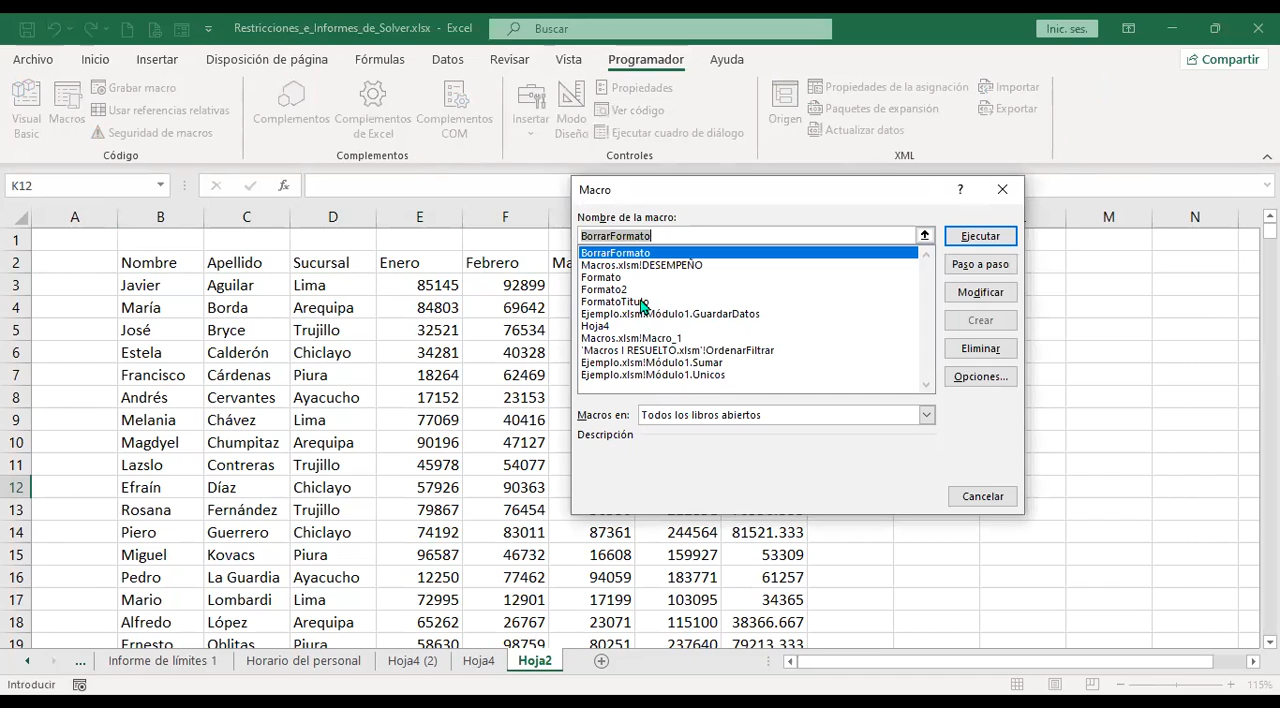 Restricciones_e_Informes_de_Solver.xlsx - Excel
Buscar
Inic. ses.
Archivo Inicio Insertar Disposición de página Fórmulas Datos Revisar Vista Programador Ayuda Compartir
Visual Basic
Macros
Grabar macro
Usar referencias relativas
Seguridad de macros
Código
Complementos
Complementos de Excel
Complementos COM
Complementos
Insertar
Modo Diseño
Propiedades
Ver código
Ejecutar cuadro de diálogo
Controles
Origen
Propiedades de la asignación
Paquetes de expansión
Actualizar datos
Importar
Exportar
XML
K12
fx
A B C D E F M N
1
2 Nombre Apellido Sucursal Enero Febrero
3 Javier Aguilar Lima 85145 92899
4 María Borda Arequipa 84803 69642
5 José Bryce Trujillo 32521 76534
6 Estela Calderón Chiclayo 34281 40328
7 Francisco Cárdenas Piura 18264 62469
8 Andrés Cervantes Ayacucho 17152 23153
9 Melania Chávez Lima 77069 40416
10 Magdyel Chumpitaz Arequipa 90196 47127
11 Lazslo Contreras Trujillo 45978 54077
12 Efraín Díaz Chiclayo 57926 90363
13 Rosana Fernández Trujillo 79867 76454
14 Piero Guerrero Chiclayo 74192 83011 87361 244564 81521.333
15 Miguel Kovacs Piura 96587 46732 16608 159927 53309
16 Pedro La Guardia Ayacucho 12250 77462 94059 183771 61257
17 Mario Lombardi Lima 72995 12901 17199 103095 34365
18 Alfredo López Arequipa 65262 26767 23071 115100 38366.667
19 Ernesto Oblitas Piura 58630 98759 80251 237640 79213.333
Macro
?
Nombre de la macro:
BorrarFormato
BorrarFormato
Macros.xlsm!DESEMPEÑO
Formato
Formato2
FormatoTitulo
Ejemplo.xlsm!Módulo1.GuardarDatos
Hoja4
Macros.xlsm!Macro_1
'Macros I RESUELTO.xlsm'!OrdenarFiltrar
Ejemplo.xlsm!Módulo1.Sumar
Ejemplo.xlsm!Módulo1.Unicos
Ejecutar
Paso a paso
Modificar
Crear
Eliminar
Opciones...
Macros en: Todos los libros abiertos
Descripción
Cancelar
... Informe de límites 1 Horario del personal Hoja4 (2) Hoja4 Hoja2
Introducir
115%